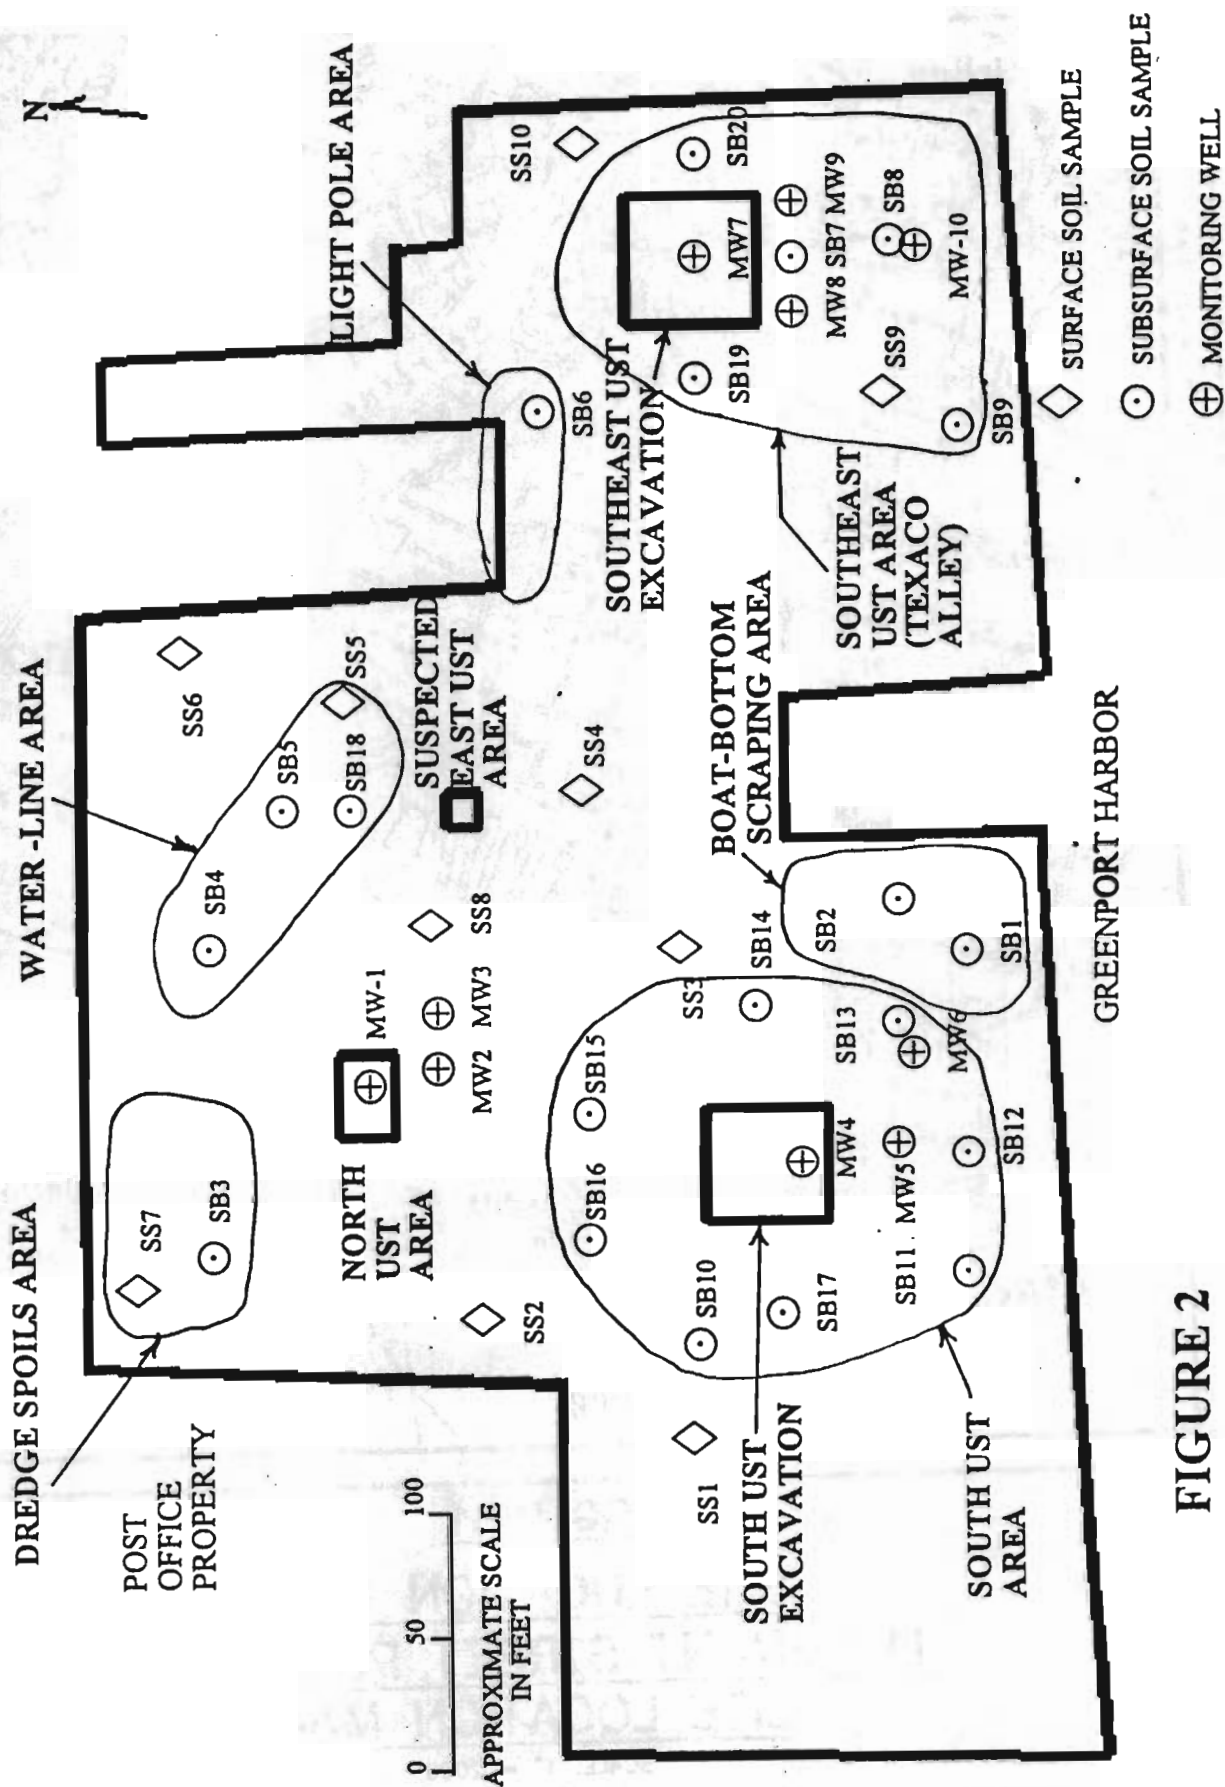 N
DREDGE SPOILS AREA
WATER-LINE AREA
LIGHT POLE AREA
POST
OFFICE
PROPERTY
SS7
SB3
SB4
SB5
SB18
SS6
SS5
SS10
NORTH
UST
AREA
MW-1
MW2
MW3
SS8
SUSPECTED
EAST UST
AREA
SB6
SS2
SS4
0
50
100
APPROXIMATE SCALE
IN FEET
SOUTHEAST UST
EXCAVATION
SB19
MW7
SB20
MW8
SB7
MW9
SB16
SB15
SS3
SB14
SS1
SB10
SB17
SOUTH UST
EXCAVATION
MW4
BOAT-BOTTOM
SCRAPING AREA
SB2
SB1
SB13
MW6
SB11
MW5
SB12
SOUTHEAST
UST AREA
(TEXACO
ALLEY)
SS9
SB8
MW-10
SB9
SOUTH UST
AREA
GREENPORT HARBOR
SURFACE SOIL SAMPLE
SUBSURFACE SOIL SAMPLE
MONITORING WELL
FIGURE 2